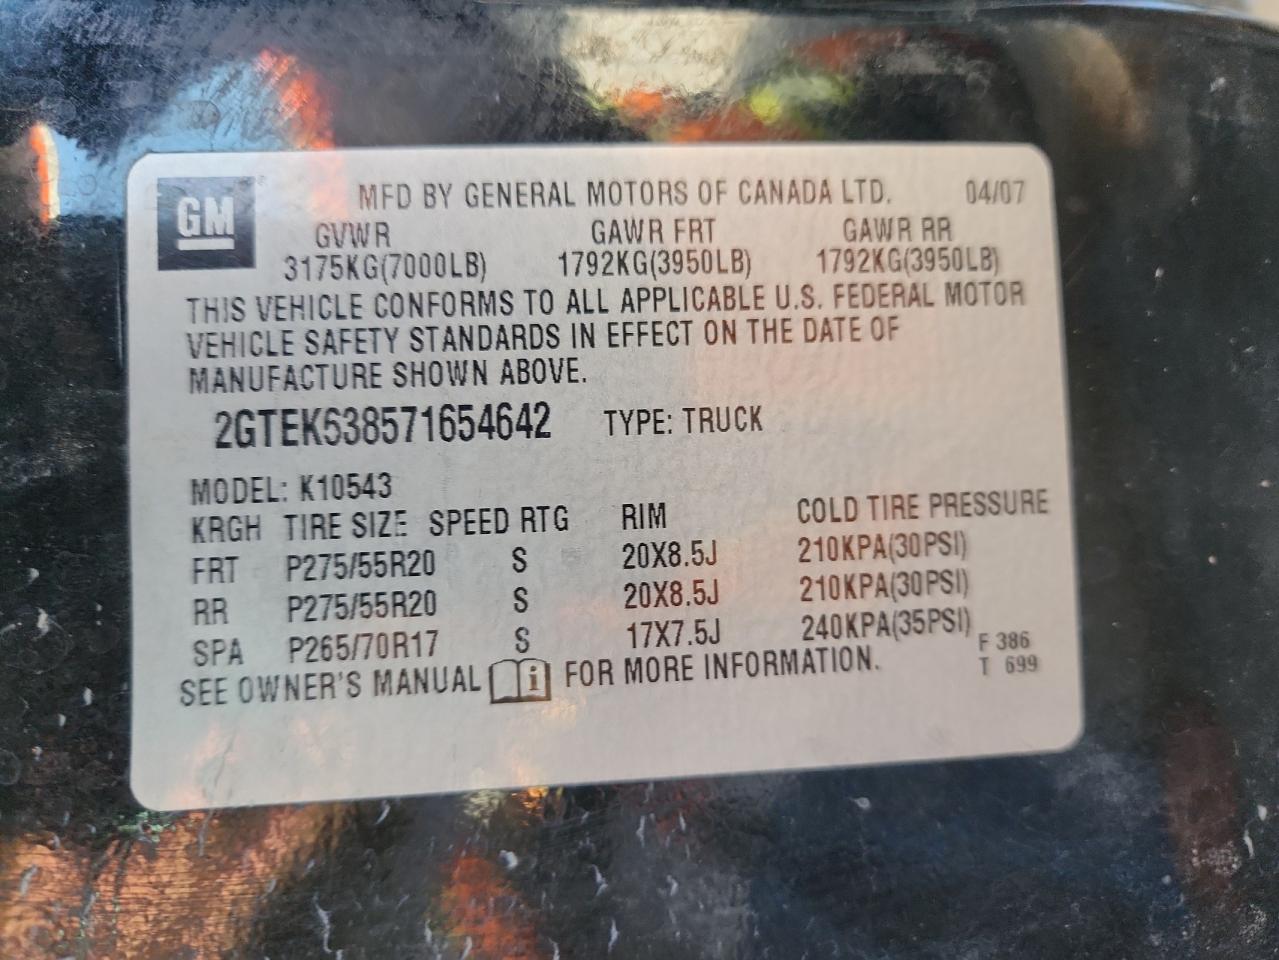 GM
MFD BY GENERAL MOTORS OF CANADA LTD. 04/07
GVWR GAWR FRT GAWR RR
3175KG(7000LB) 1792KG(3950LB) 1792KG(3950LB)
THIS VEHICLE CONFORMS TO ALL APPLICABLE U.S. FEDERAL MOTOR
VEHICLE SAFETY STANDARDS IN EFFECT ON THE DATE OF
MANUFACTURE SHOWN ABOVE.
2GTEK638571654642 TYPE: TRUCK
MODEL: K10543
KRGH TIRE SIZE SPEED RTG RIM COLD TIRE PRESSURE
FRT P275/55R20 S 20X8.5J 210KPA(30PSI)
RR P275/55R20 S 20X8.5J 210KPA(30PSI)
SPA P265/70R17 S 17X7.5J 240KPA(35PSI)
SEE OWNER'S MANUAL i FOR MORE INFORMATION.
F 386
T 699